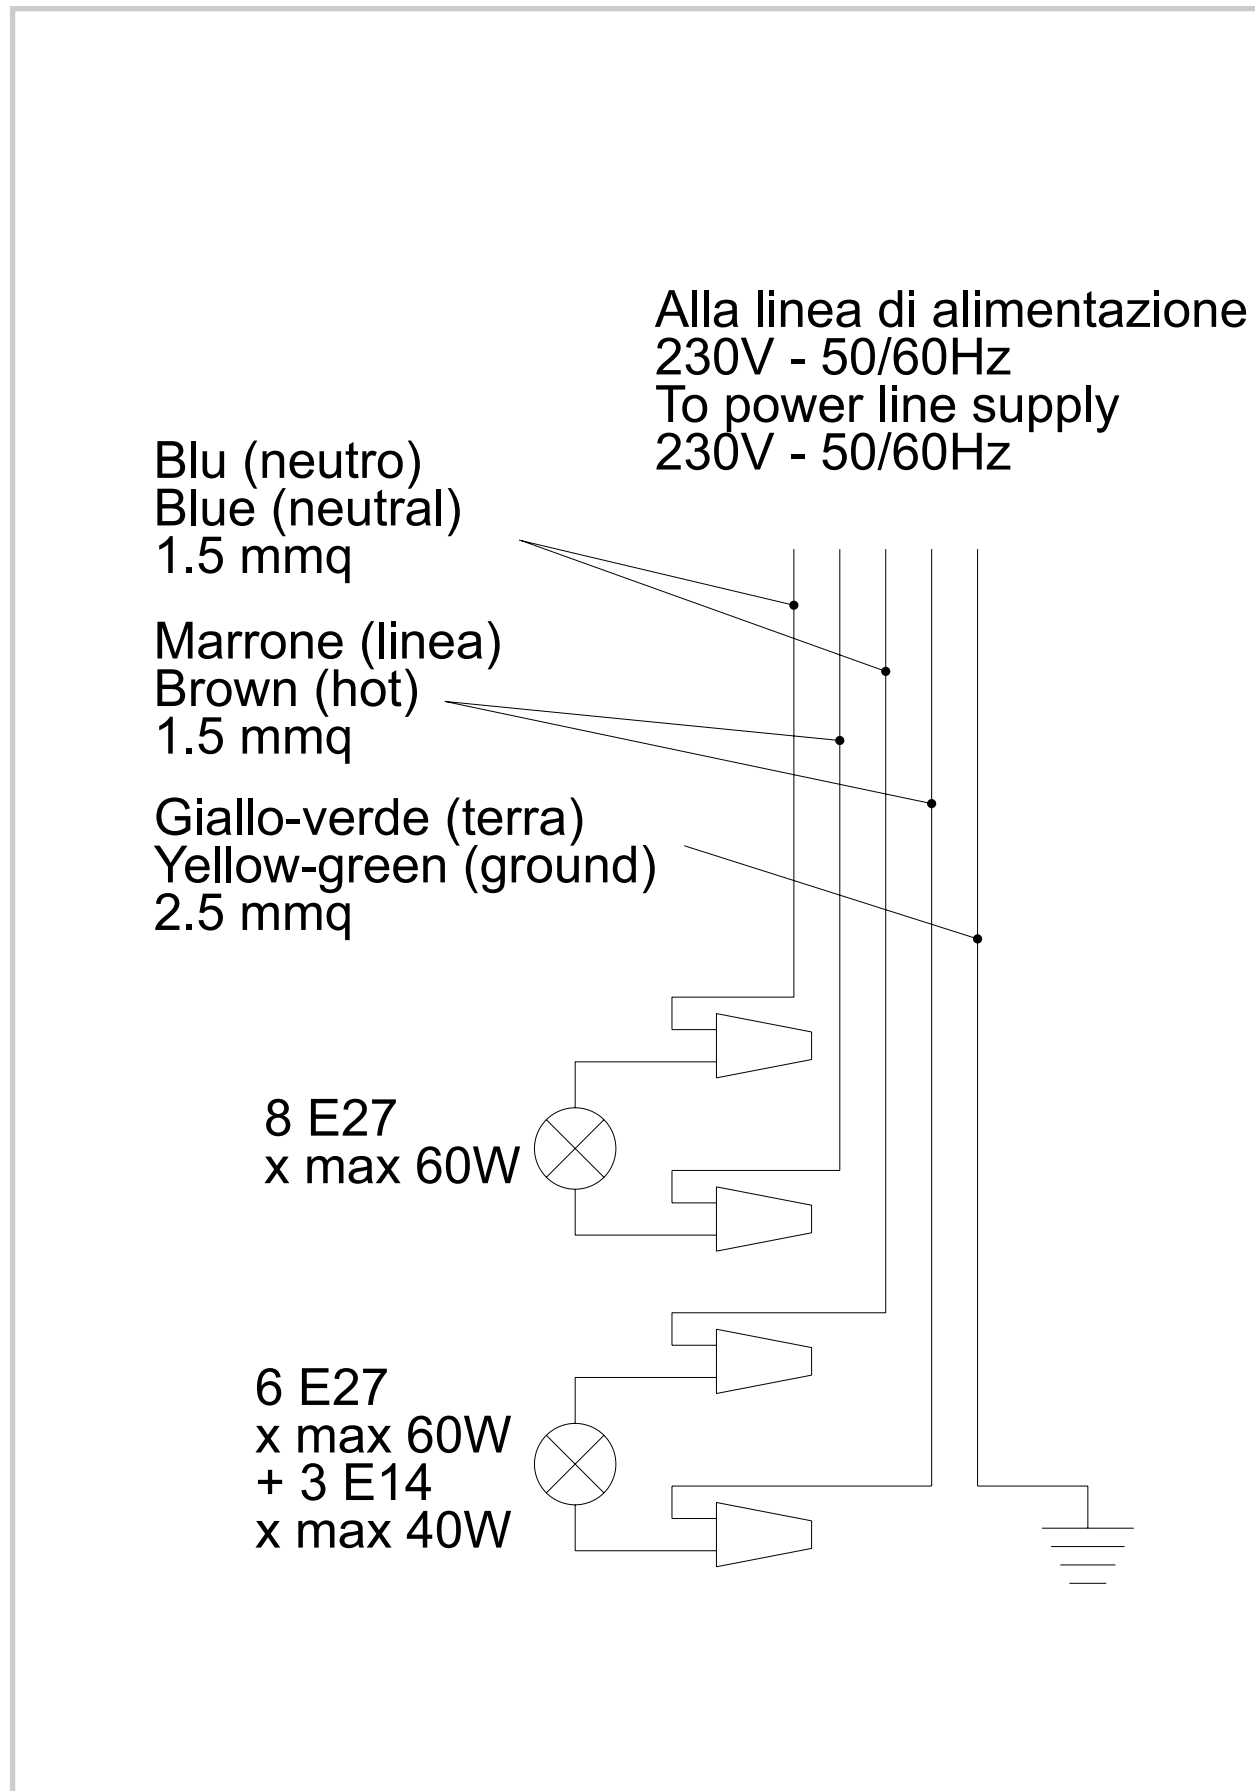 Alla linea di alimentazione
230V - 50/60Hz
To power line supply
230V - 50/60Hz
Blu (neutro)
Blue (neutral)
1.5 mmq
Marrone (linea)
Brown (hot)
1.5 mmq
Giallo-verde (terra)
Yellow-green (ground)
2.5 mmq
8 E27
x max 60W
6 E27
x max 60W
+ 3 E14
x max 40W